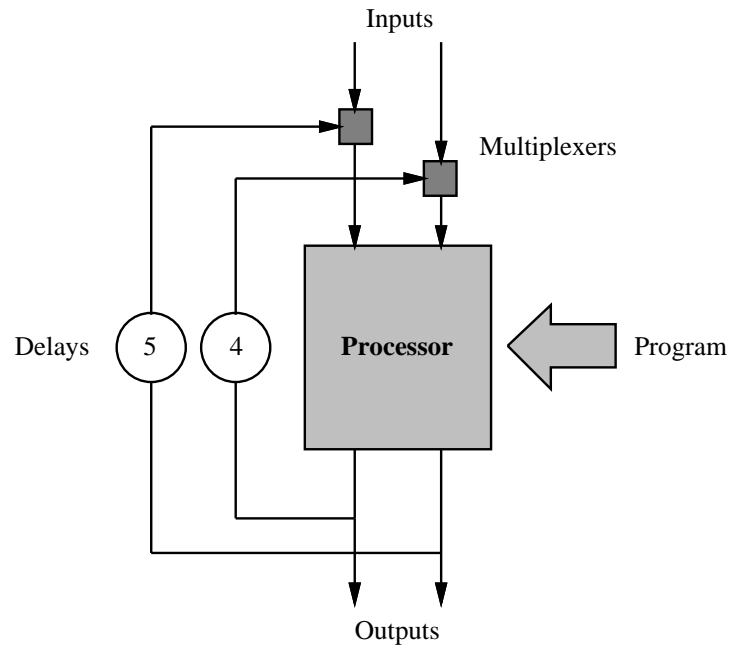 Inputs
Multiplexers
Delays
5
4
Processor
Program
Outputs